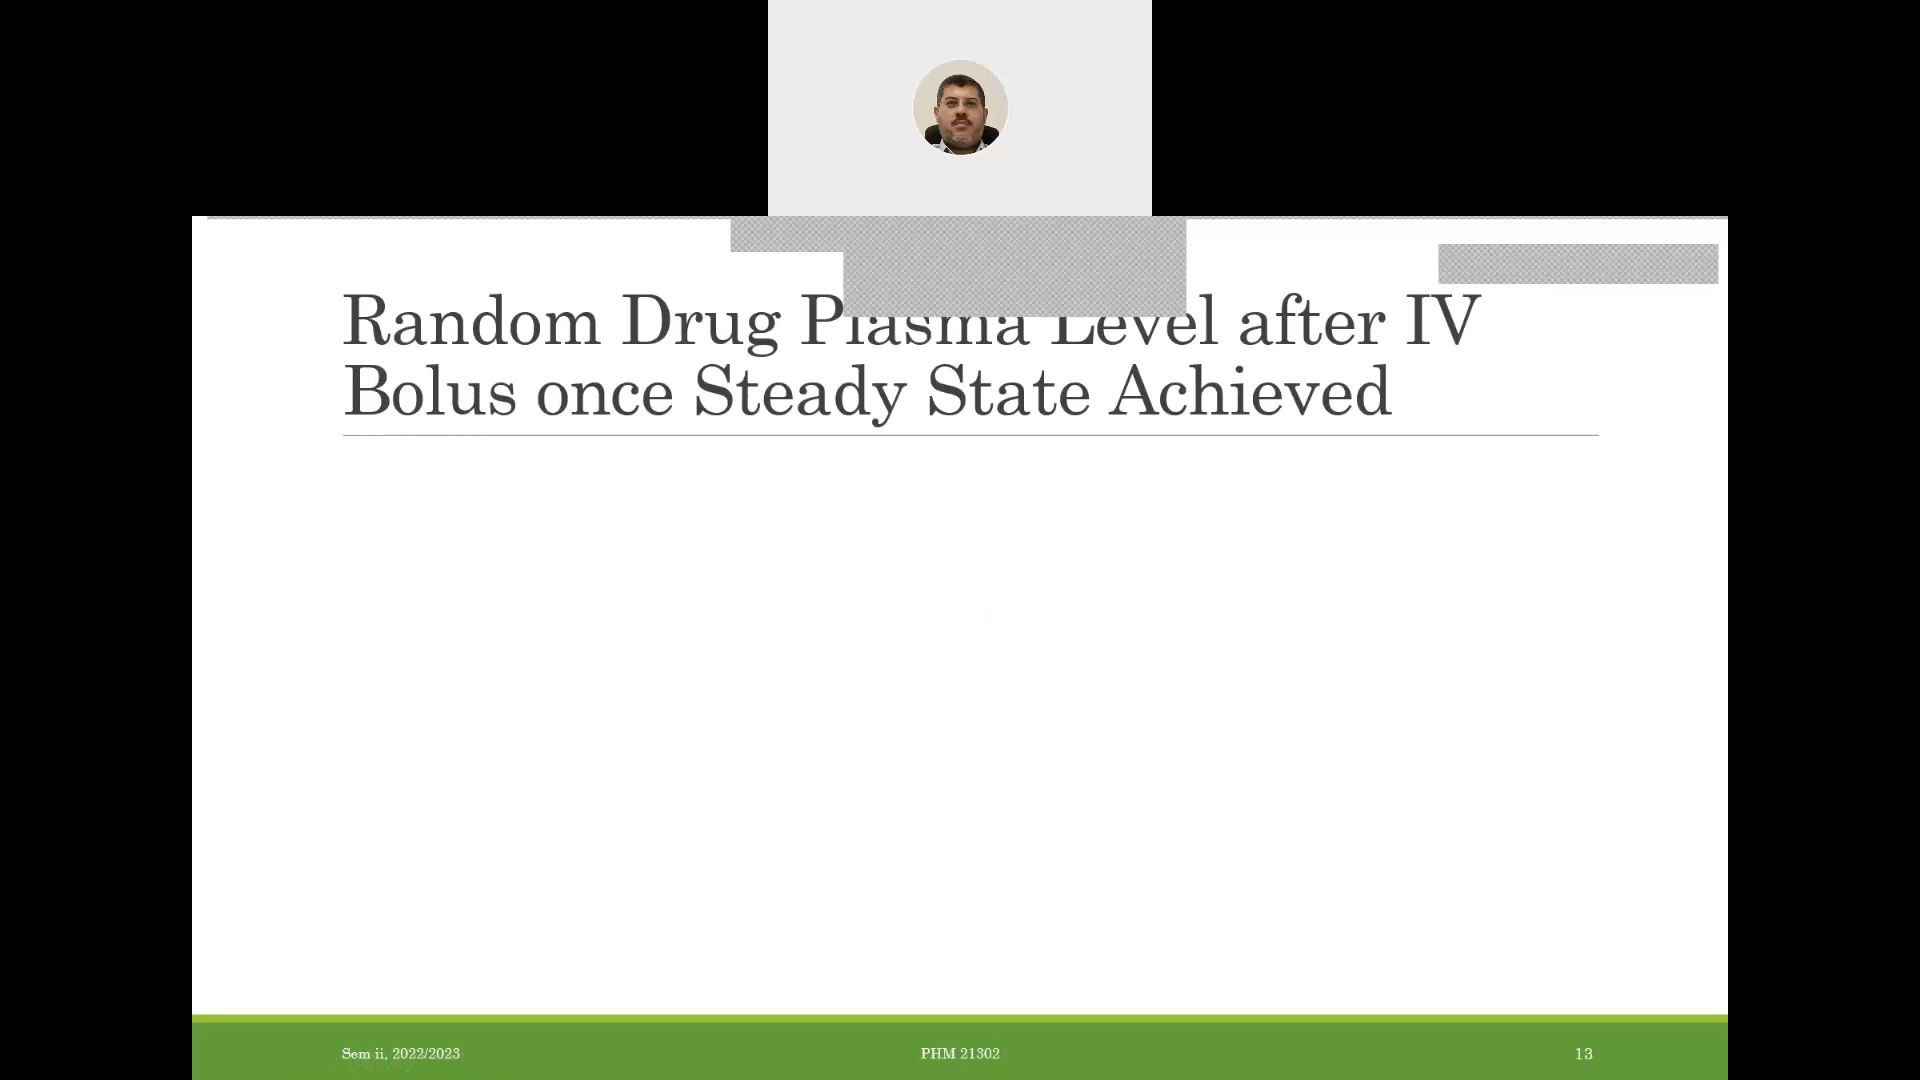 Random Drug Plasma Level after IV
Bolus once Steady State Achieved
Sem ii, 2022/2023
PHM 21302
13